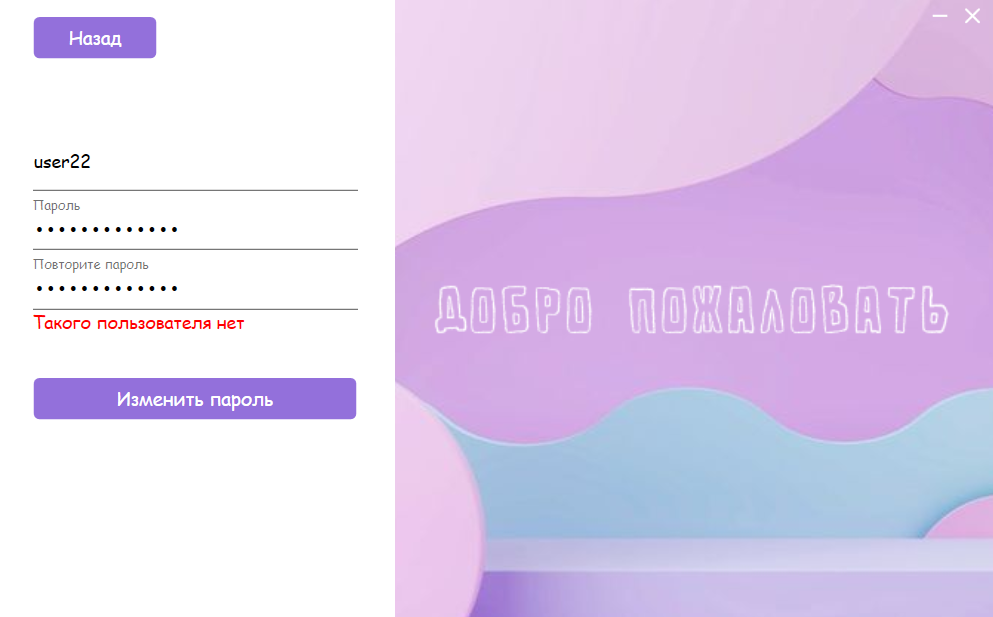 Назад
user22
Пароль
•••••••••••••
Повторите пароль
•••••••••••••
Такого пользователя нет
Изменить пароль
ДОБРО ПОЖАЛОВАТЬ